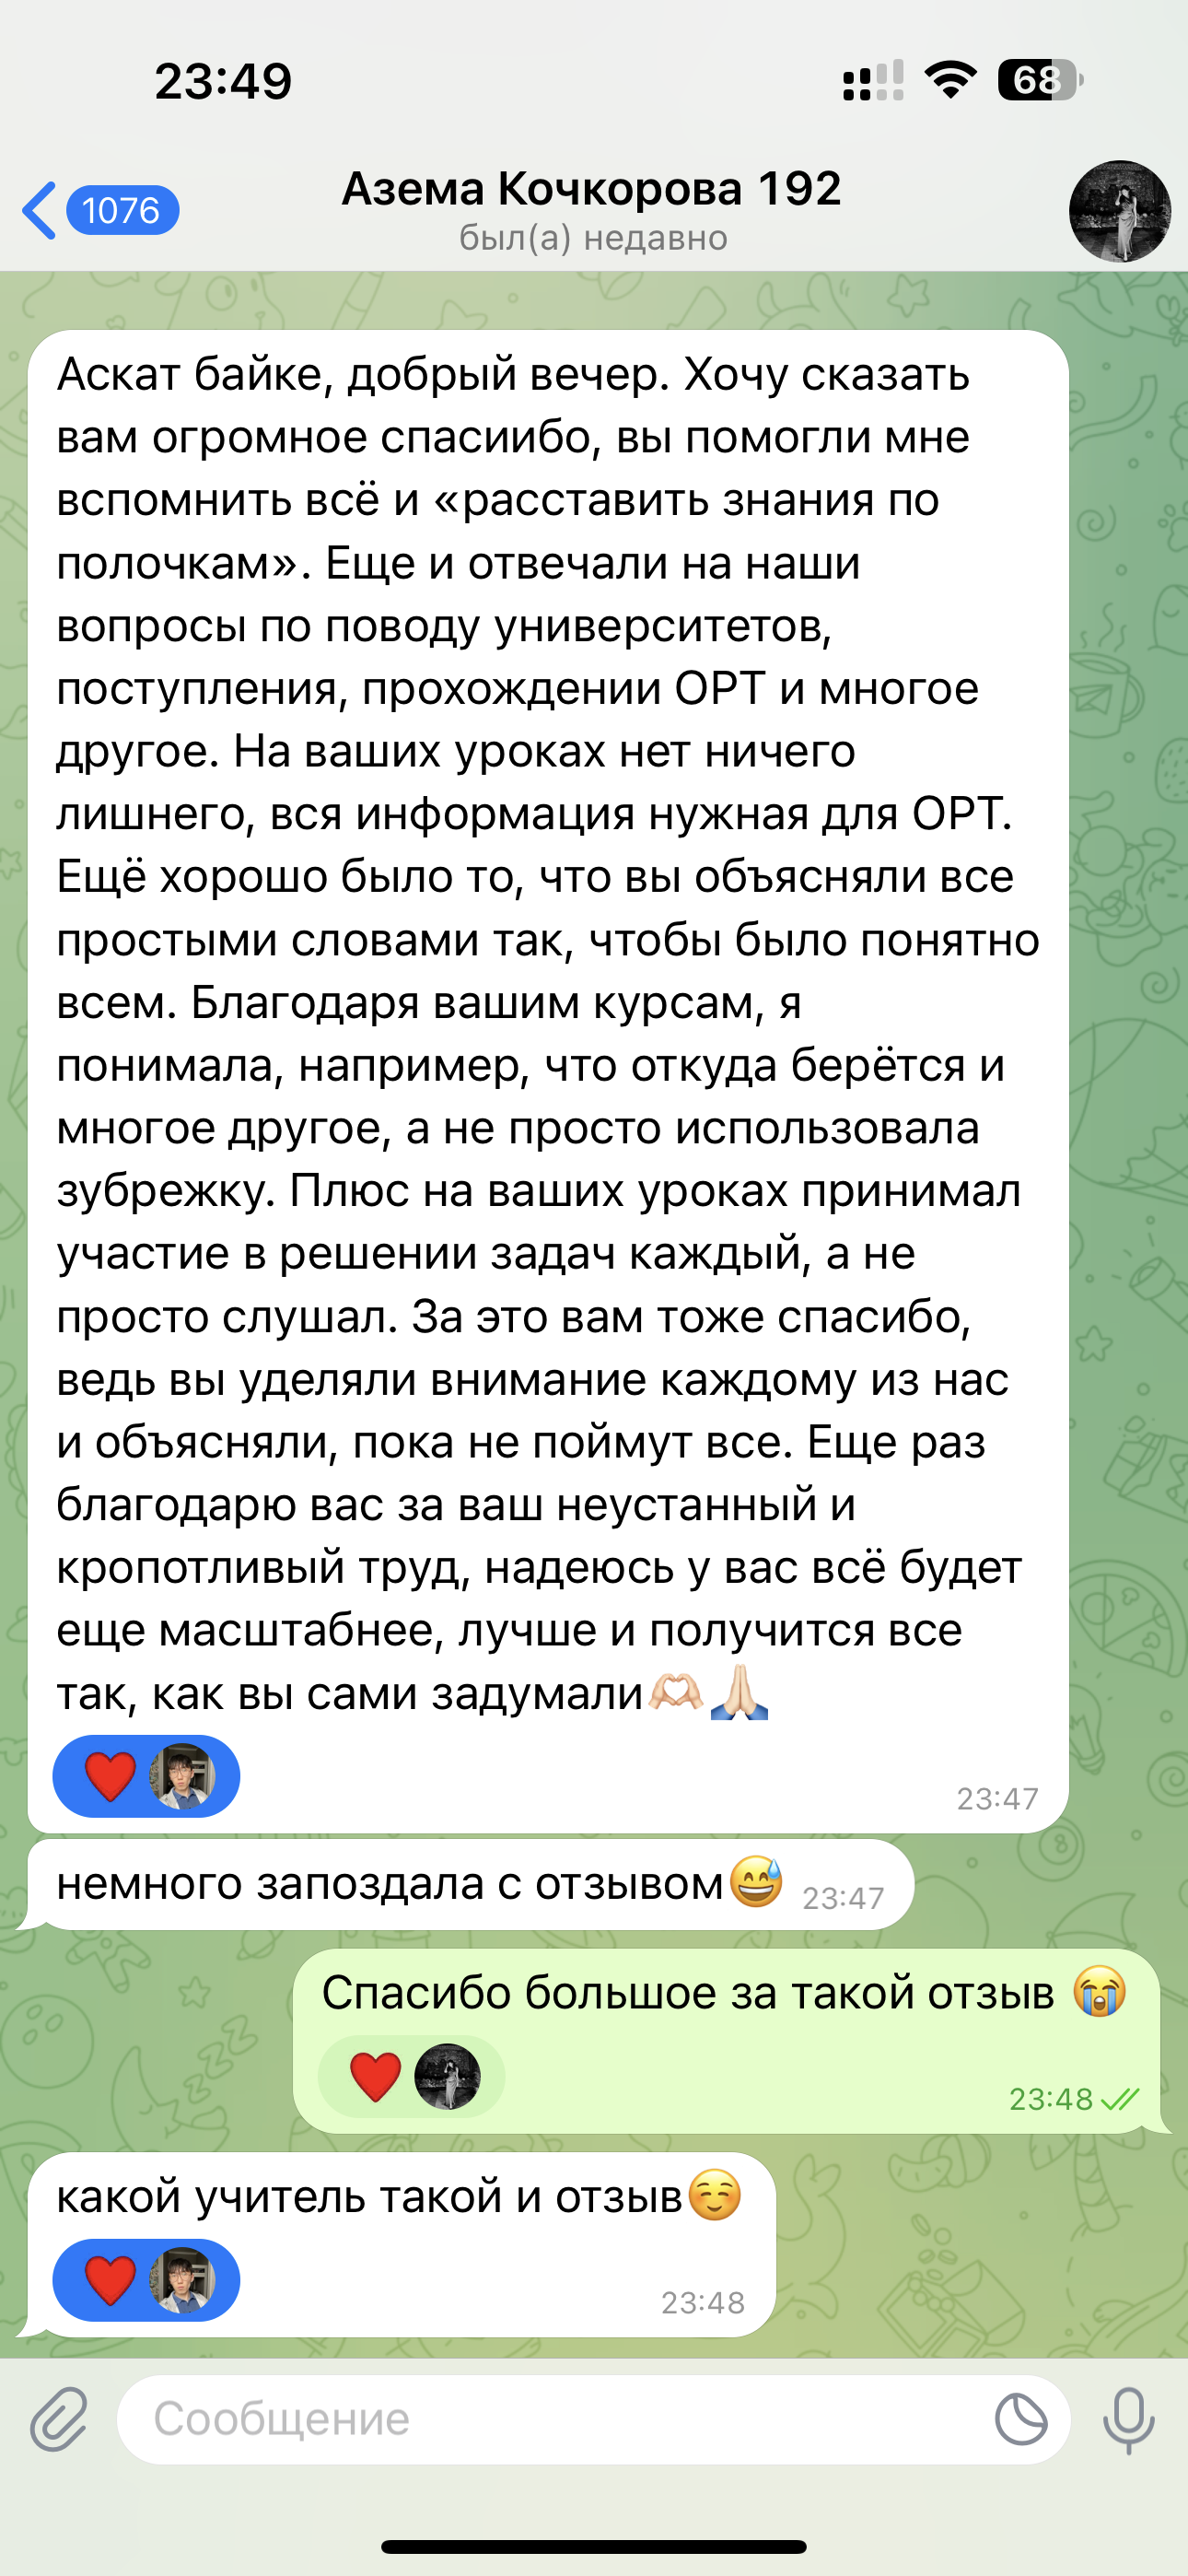 23:49
68
1076
Азема Кочкорова 192
был(а) недавно
Аскат байке, добрый вечер. Хочу сказать
вам огромное спасиибо, вы помогли мне
вспомнить всё и «расставить знания по
полочкам». Еще и отвечали на наши
вопросы по поводу университетов,
поступления, прохождении ОРТ и многое
другое. На ваших уроках нет ничего
лишнего, вся информация нужная для ОРТ.
Ещё хорошо было то, что вы объясняли все
простыми словами так, чтобы было понятно
всем. Благодаря вашим курсам, я
понимала, например, что откуда берётся и
многое другое, а не просто использовала
зубрежку. Плюс на ваших уроках принимал
участие в решении задач каждый, а не
просто слушал. За это вам тоже спасибо,
ведь вы уделяли внимание каждому из нас
и объясняли, пока не поймут все. Еще раз
благодарю вас за ваш неустанный и
кропотливый труд, надеюсь у вас всё будет
еще масштабнее, лучше и получится все
так, как вы сами задумали🫶🏻🙏🏻
❤️
23:47
немного запоздала с отзывом😅 23:47
Спасибо большое за такой отзыв 😭
❤️
23:48
какой учитель такой и отзыв☺️
❤️
23:48
Сообщение